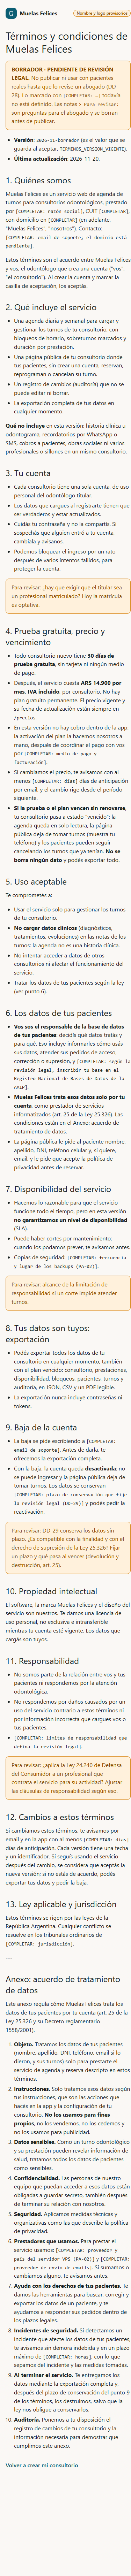 Muelas Felices
Nombre y logo provisorios
Términos y condiciones de
Muelas Felices
BORRADOR · PENDIENTE DE REVISIÓN
LEGAL. No publicar ni usar con pacientes
reales hasta que lo revise un abogado (DD-
28). Lo marcado con [COMPLETAR: …] todavía
no está definido. Las notas > Para revisar:
son preguntas para el abogado y se borran
antes de publicar.
Versión: 2026-11-borrador (es el valor que se
guarda al aceptar, TERMINOS_VERSION_VIGENTE).
Última actualización: 2026-11-20.
1. Quiénes somos
Muelas Felices es un servicio web de agenda de
turnos para consultorios odontológicos, prestado
por [COMPLETAR: razón social], CUIT [COMPLETAR],
con domicilio en [COMPLETAR] (en adelante,
"Muelas Felices", "nosotros"). Contacto:
[COMPLETAR: email de soporte; el dominio está
pendiente].
Estos términos son el acuerdo entre Muelas Felices
y vos, el odontólogo que crea una cuenta ("vos",
"el consultorio"). Al crear la cuenta y marcar la
casilla de aceptación, los aceptás.
2. Qué incluye el servicio
Una agenda diaria y semanal para cargar y
gestionar turnos de tu consultorio, con control
de horarios, bloqueos, turnos recurrentes y
duración por prestación.
Una página pública de tu consultorio donde
tus pacientes, sin crear una cuenta, reservan
turnos, los reprograman o cancelan y reservan
un turno.
Un registro de cambios (auditoría) que no se
puede editar ni borrar.
La exportación completa de tus datos en
cualquier momento.
Qué no incluye en esta versión: historia clínica u
odontograma, recordatorios por WhatsApp o
SMS, cobros a pacientes, obras sociales ni varios
profesionales o sillones en un mismo consultorio.
3. Tu cuenta
Cada consultorio tiene una sola cuenta, de uso
personal del odontólogo titular.
Los datos que cargues al registrarte tienen que
ser verdaderos y estar actualizados.
Cuidás tu contraseña y no la compartís. Si
sospechás que alguien entró a tu cuenta,
cambiala y avisanos.
Podemos bloquear el ingreso por un rato
después de varios intentos fallidos, para
proteger la cuenta.
Para revisar: ¿hay que exigir que el titular sea
un profesional matriculado? Hoy la matrícula
es optativa.
4. Prueba gratuita, precio y
vencimiento
Todo consultorio nuevo tiene 30 días de
prueba gratuita, sin tarjeta ni ningún medio
de pago.
Después, el servicio cuesta ARS 14.900 por
mes, IVA incluido, por consultorio. No hay
plan gratuito permanente. El precio vigente y
su fecha de actualización están siempre en
/precios.
En esta versión no hay cobro dentro de la app:
la activación del plan la hacemos nosotros a
mano, después de coordinar el pago con vos
por [COMPLETAR: medio de pago y
facturación].
Si cambiamos el precio, te avisamos con al
menos [COMPLETAR: días] días de anticipación
por email, y el cambio rige desde el mes
siguiente.
Si la prueba o el plan vencen sin renovarse,
tu consultorio pasa a estado "vencido": la
agenda queda en solo lectura, la página
pública deja de tomar turnos (muestra tu
teléfono) y los pacientes pueden seguir
cancelando los turnos que ya tenían. No se
borra ningún dato y podés exportar todo.
5. Uso aceptable
Te comprometés a:
Usar el servicio solo para gestionar turnos de
tu consultorio.
No cargar datos clínicos (diagnósticos,
tratamientos, evoluciones) en las notas de los
turnos: la agenda no es una historia clínica.
No intentar acceder a datos de otros
consultorios ni afectar el funcionamiento del
servicio.
Tratar los datos de tus pacientes según la ley
(ver punto 6).
6. Los datos de tus pacientes
Vos sos el responsable de la base de datos
de tus pacientes: decidís qué datos tratás y
para qué. Eso incluye informarles cómo usás
sus datos, atender sus pedidos de acceso,
corrección o supresión, y [COMPLETAR: según la
revisión legal, inscribir tu base en el
Registro Nacional de Bases de Datos de la
AAIP].
Muelas Felices trata esos datos solo por tu
cuenta, como prestador de servicios
informatizados (art. 25 de la Ley 25.326). Las
condiciones están en el anexo de
tratamiento de datos.
La página pública le pide al paciente nombre,
apellido, DNI, teléfono celular y, si quiere,
email, y le pide que acepte la política de
privacidad antes de reservar.
7. Disponibilidad del servicio
Hacemos lo razonable para que el servicio
funcione todo el tiempo, pero en esta versión
no garantizamos un nivel de disponibilidad
(SLA).
Puede haber cortes por mantenimiento;
cuando los podamos prever, te avisamos antes.
Copias de seguridad: [COMPLETAR: frecuencia
y lugar de los backups (PA-02)].
Para revisar: alcance de la limitación de
responsabilidad si un corte impide atender
turnos.
8. Tus datos son tuyos:
exportación
Podés exportar todos los datos de tu
consultorio en cualquier momento, también
con el plan vencido: consultorio, prestaciones,
disponibilidad, bloqueos, pacientes, turnos y
auditoría, en JSON, CSV y un PDF legible.
La exportación nunca incluye contraseñas ni
tokens.
9. Baja de la cuenta
La baja se pide escribiendo a [COMPLETAR:
email de soporte]. Antes de darla, te
ofrecemos la exportación completa.
Con la baja, la cuenta queda desactivada: no
se puede ingresar y la página pública deja de
tomar turnos. Los datos se conservan
[COMPLETAR: plazo de conservación que fije
la revisión legal (DD-29)] y podés pedir la
reactivación.
Para revisar: DD-29 conserva los datos sin
plazo. ¿Es compatible con la finalidad y con el
derecho de supresión de la Ley 25.326? Fijar
un plazo y qué pasa al vencer (devolución y
destrucción, art. 25).
10. Propiedad intelectual
El software, la marca Muelas Felices y el diseño del
servicio son nuestros. Te damos una licencia de
uso personal, no exclusiva e intransferible
mientras tu cuenta esté vigente. Los datos que
cargás son tuyos.
11. Responsabilidad
No somos parte de la relación entre vos y tus
pacientes ni respondemos por la atención
odontológica.
No respondemos por daños causados por un
uso del servicio contrario a estos términos ni
por información incorrecta que cargues vos o
tus pacientes.
[COMPLETAR: límites de responsabilidad que
defina la revisión legal].
Para revisar: ¿aplica la Ley 24.240 de Defensa
del Consumidor a un profesional que
contrata el servicio para su actividad? Ajustar
las cláusulas de responsabilidad según eso.
12. Cambios a estos términos
Si cambiamos estos términos, te avisamos por
email y en la app con al menos [COMPLETAR: días]
días de anticipación. Cada versión tiene una fecha y
un identificador. Si seguís usando el servicio
después del cambio, se considera que aceptás la
nueva versión; si no estás de acuerdo, podés
exportar tus datos y pedir la baja.
13. Ley aplicable y jurisdicción
Estos términos se rigen por las leyes de la
República Argentina. Cualquier conflicto se
resuelve en los tribunales ordinarios de
[COMPLETAR: jurisdicción].
---
Anexo: acuerdo de tratamiento
de datos
Este anexo regula cómo Muelas Felices trata los
datos de tus pacientes por tu cuenta (art. 25 de la
Ley 25.326 y su Decreto reglamentario
1558/2001).
1. Objeto. Tratamos los datos de tus pacientes
(nombre, apellido, DNI, teléfono, email si lo
dieron, y sus turnos) solo para prestarte el
servicio de agenda y reserva descripto en estos
términos.
2. Instrucciones. Solo tratamos esos datos según
tus instrucciones, que son las acciones que
hacés en la app y la configuración de tu
consultorio. No los usamos para fines
propios, no los vendemos, no los cedemos y
no los usamos para publicidad.
3. Datos sensibles. Como un turno odontológico
y su prestación pueden revelar información de
salud, tratamos todos los datos de pacientes
como sensibles.
4. Confidencialidad. Las personas de nuestro
equipo que puedan acceder a esos datos están
obligadas a guardar secreto, también después
de terminar su relación con nosotros.
5. Seguridad. Aplicamos medidas técnicas y
organizativas como las que describe la política
de privacidad.
6. Prestadores que usamos. Para prestar el
servicio usamos: [COMPLETAR: proveedor y
país del servidor VPS (PA-02)] y [COMPLETAR:
proveedor de envío de emails]. Si sumamos o
cambiamos alguno, te avisamos antes.
7. Ayuda con los derechos de tus pacientes. Te
damos las herramientas para buscar, corregir y
exportar los datos de un paciente, y te
ayudamos a responder sus pedidos dentro de
los plazos legales.
8. Incidentes de seguridad. Si detectamos un
incidente que afecte los datos de tus pacientes,
te avisamos sin demora indebida y en un plazo
máximo de [COMPLETAR: horas], con lo que
sepamos del incidente y las medidas tomadas.
9. Al terminar el servicio. Te entregamos los
datos mediante la exportación completa y,
después del plazo de conservación del punto 9
de los términos, los destruimos, salvo que la
ley nos obligue a conservarlos.
10. Auditoría. Ponemos a tu disposición el
registro de cambios de tu consultorio y la
información necesaria para demostrar que
cumplimos este anexo.
Volver a crear mi consultorio